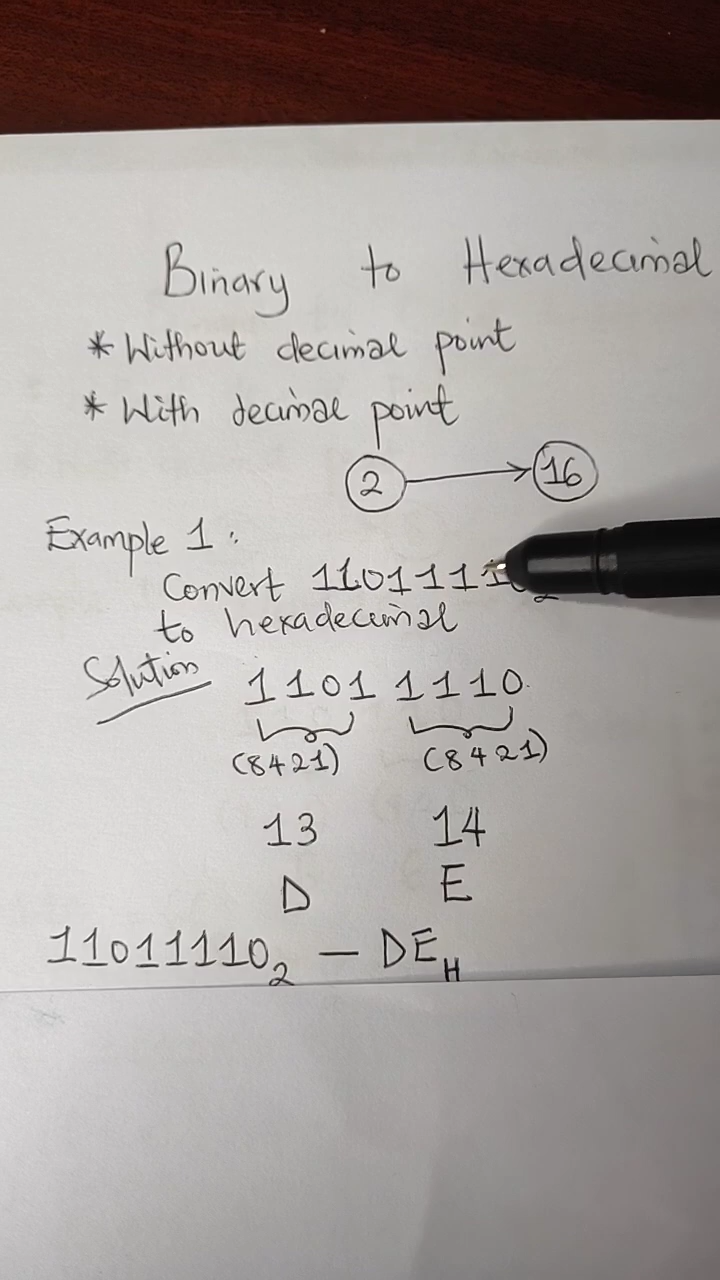 Binary to Hexadecimal
* Without decimal point
* With decimal point
2 → 16
Example 1:
Convert 11011110₂
to hexadecimal
Solution 1101 1110
(8421) (8421)
13 14
D E
11011110₂ — DE_H